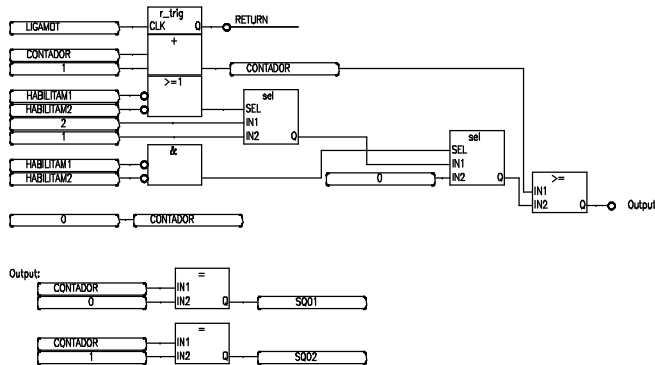 r_trig
LIGAMOT
CLK Q
RETURN
+
CONTADOR
1
CONTADOR
>=1
HABILITAM1
HABILITAM2
2
1
sel
SEL
IN1
IN2 Q
&
HABILITAM1
HABILITAM2
0
sel
SEL
IN1
IN2 Q
>=
IN1
IN2 Q
Output
0
CONTADOR
Output:
=
CONTADOR
IN1
0
IN2 Q
SQ01
=
CONTADOR
IN1
1
IN2 Q
SQ02